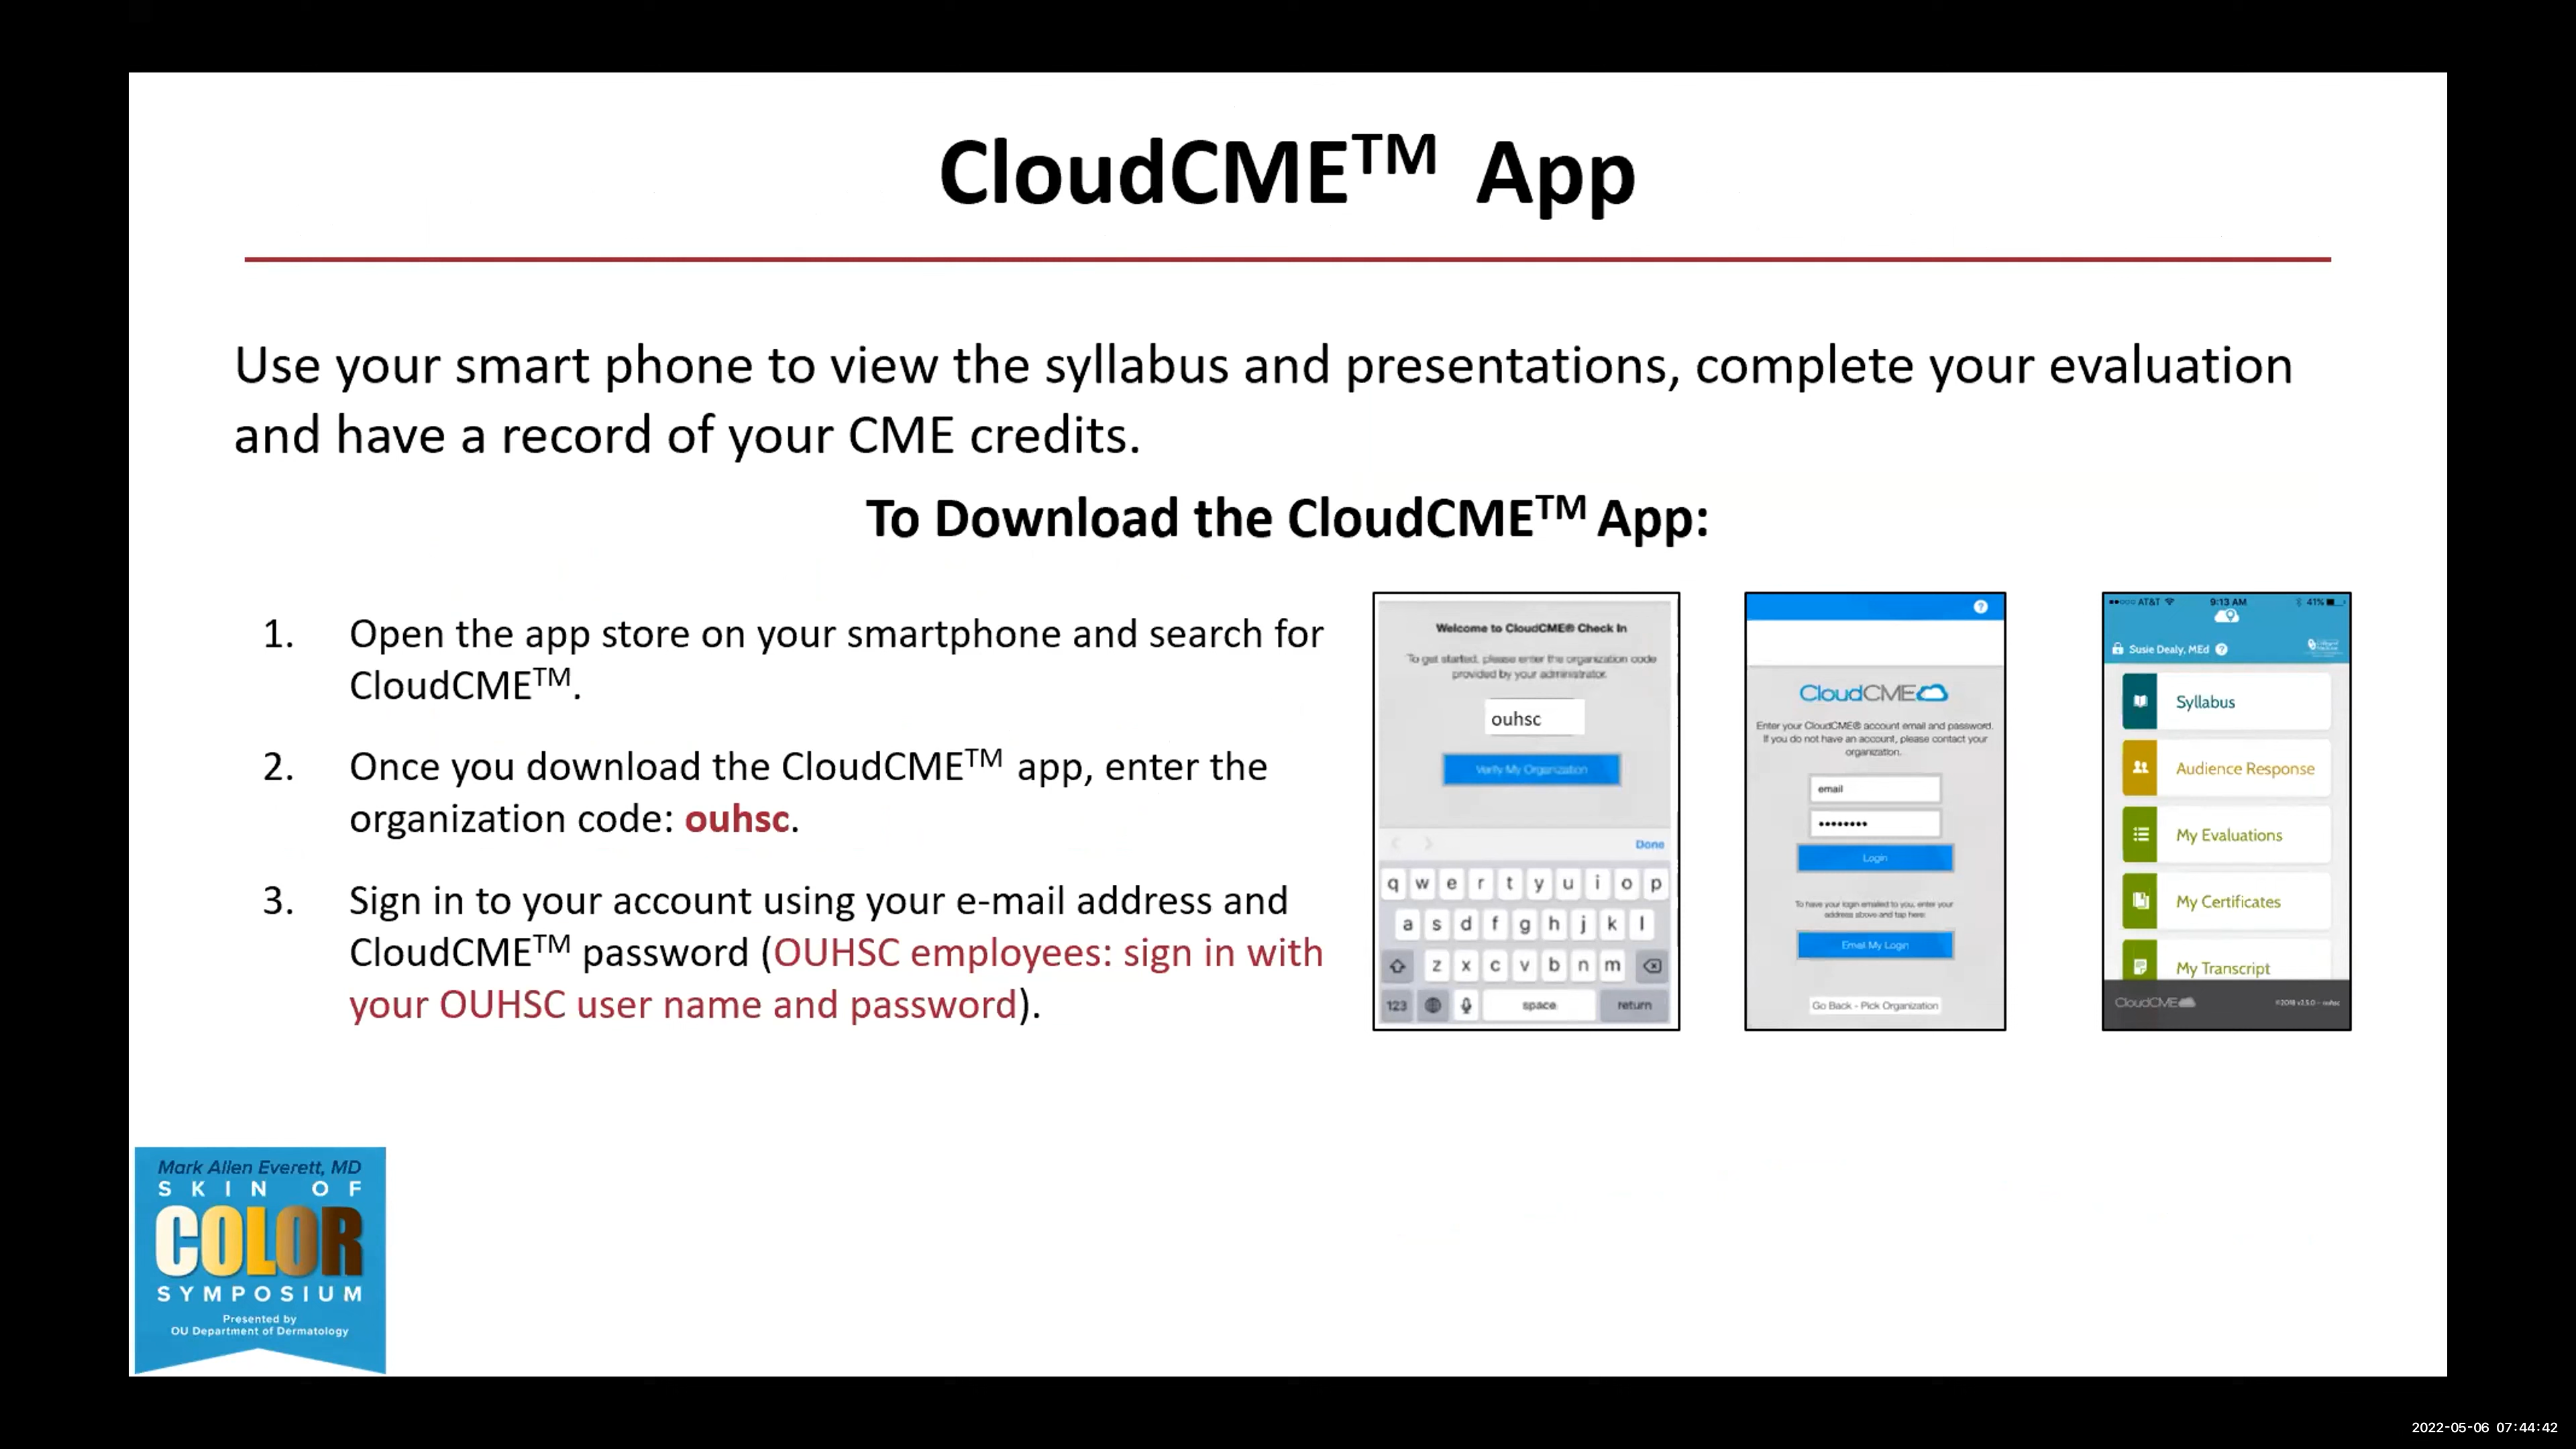 CloudCME™ App
Use your smart phone to view the syllabus and presentations, complete your evaluation
and have a record of your CME credits.
To Download the CloudCME™ App:
1. Open the app store on your smartphone and search for
CloudCME™.
2. Once you download the CloudCME™ app, enter the
organization code: ouhsc.
3. Sign in to your account using your e-mail address and
CloudCME™ password (OUHSC employees: sign in with
your OUHSC user name and password).
Welcome to CloudCME® Check In
To get started, please enter the organization code
provided by your administrator.
ouhsc
Verify My Organization
Done
q w e r t y u i o p
a s d f g h j k l
z x c v b n m
123 space return
CloudCME
Enter your CloudCME® account email and password.
If you do not have an account, please contact your
organization.
email
Login
To have your login emailed to you, enter your
address above and tap here:
Email My Login
Go Back - Pick Organization
AT&T 9:13 AM 41%
Susie Dealy, MEd ?
Syllabus
Audience Response
My Evaluations
My Certificates
My Transcript
CloudCME ©2018 v2.5.0 - ouhsc
Mark Allen Everett, MD
SKIN OF
COLOR
SYMPOSIUM
Presented by
OU Department of Dermatology
2022-05-06 07:44:42